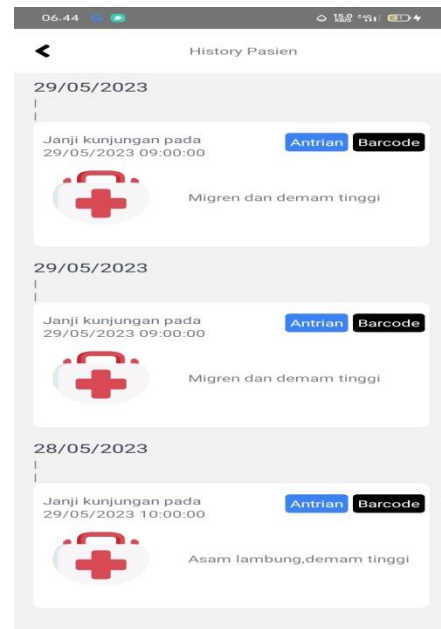 06.44
History Pasien
29/05/2023
Janji kunjungan pada
29/05/2023 09:00:00
Antrian Barcode
Migren dan demam tinggi
29/05/2023
Janji kunjungan pada
29/05/2023 09:00:00
Antrian Barcode
Migren dan demam tinggi
28/05/2023
Janji kunjungan pada
29/05/2023 10:00:00
Antrian Barcode
Asam lambung,demam tinggi